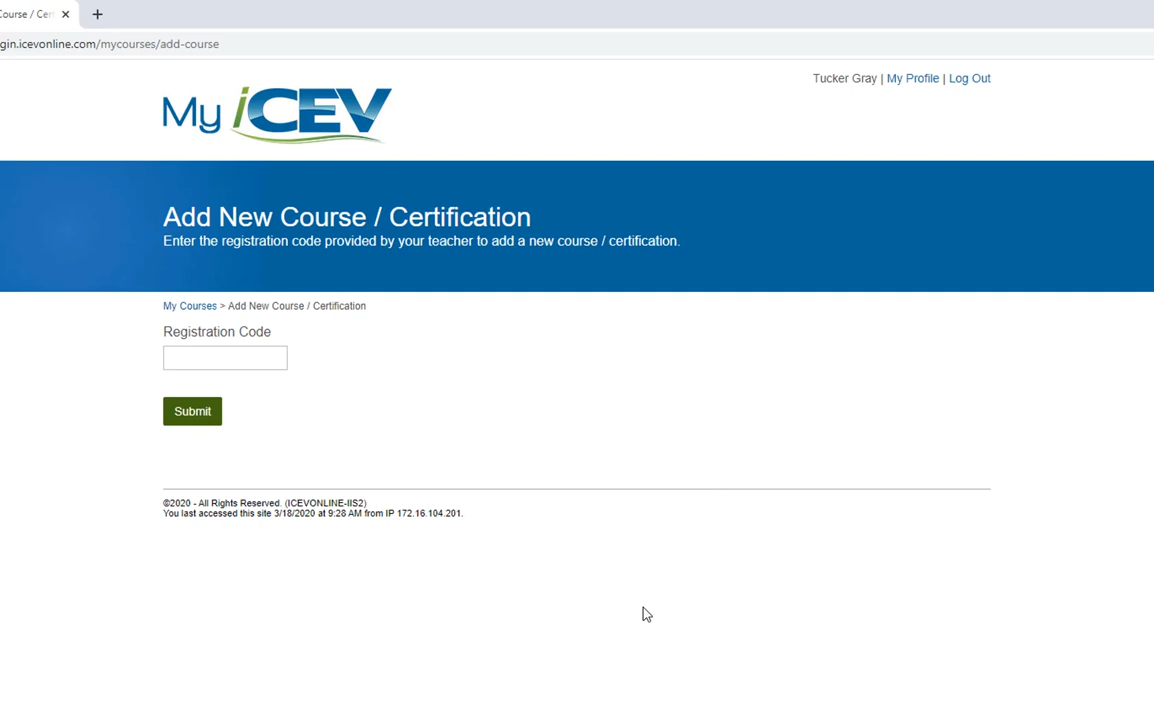 Course / Cer
gin.icevonline.com/mycourses/add-course
Tucker Gray | My Profile | Log Out
My iCEV
Add New Course / Certification
Enter the registration code provided by your teacher to add a new course / certification.
My Courses > Add New Course / Certification
Registration Code
Submit
©2020 - All Rights Reserved. (ICEVONLINE-IIS2)
You last accessed this site 3/18/2020 at 9:28 AM from IP 172.16.104.201.